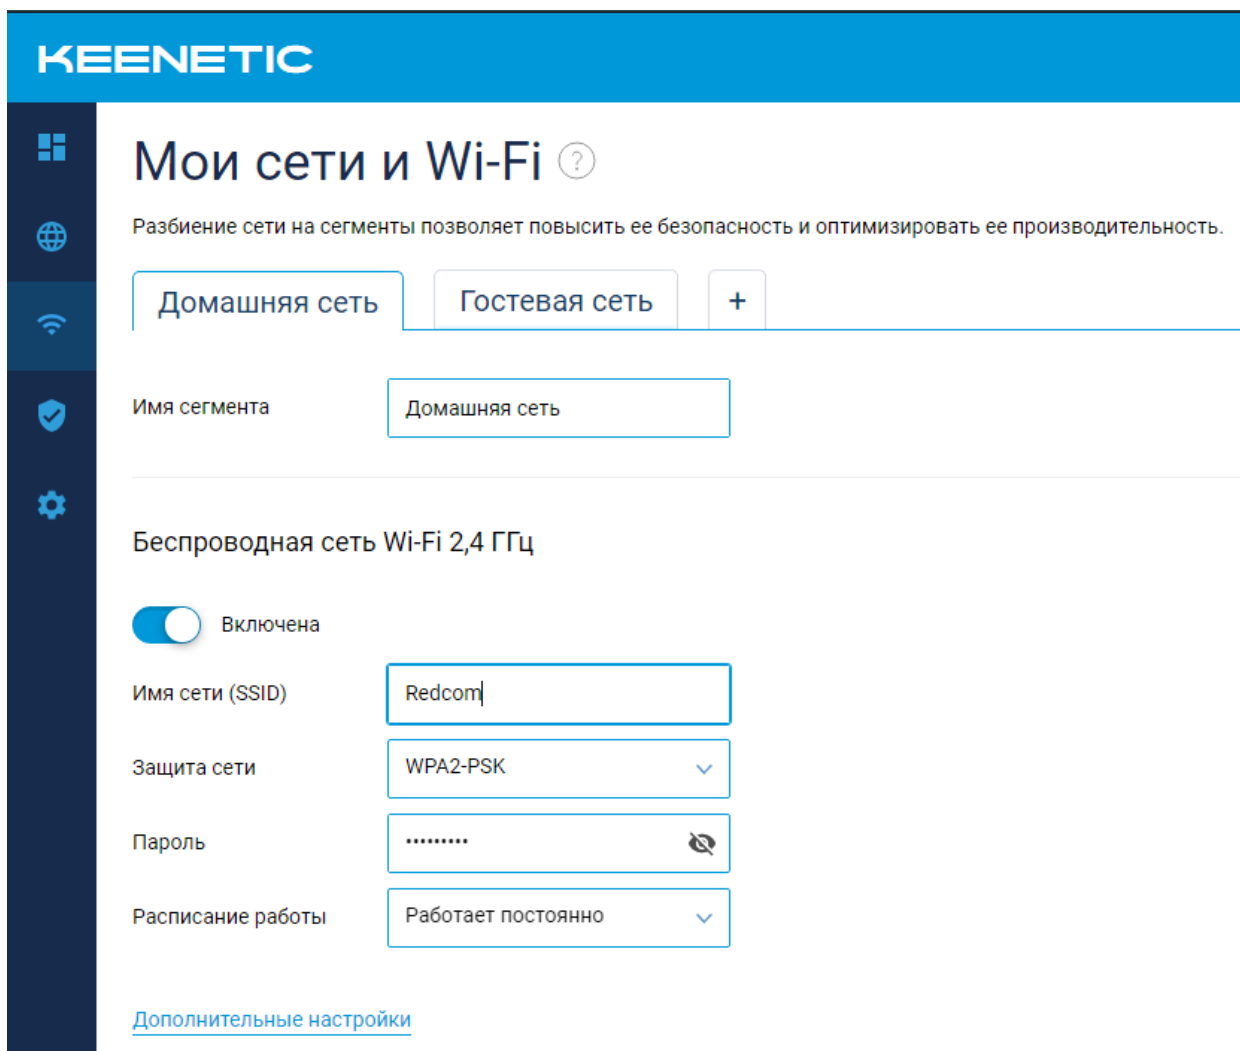 KEENETIC
Мои сети и Wi-Fi ?
Разбиение сети на сегменты позволяет повысить ее безопасность и оптимизировать ее производительность.
Домашняя сеть Гостевая сеть +
Имя сегмента Домашняя сеть
Беспроводная сеть Wi-Fi 2,4 ГГц
Включена
Имя сети (SSID) Redcom
Защита сети WPA2-PSK
Пароль •••••••••
Расписание работы Работает постоянно
Дополнительные настройки